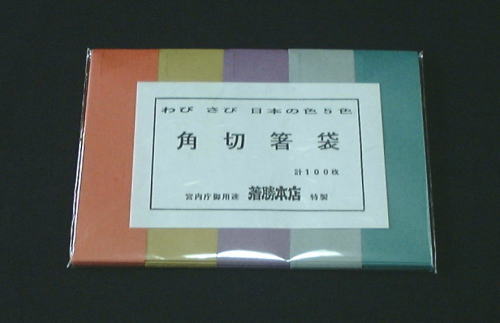 わび さび 日本の色5色
角切箸袋
計100枚
宮内庁御用達 箸勝本店 特製